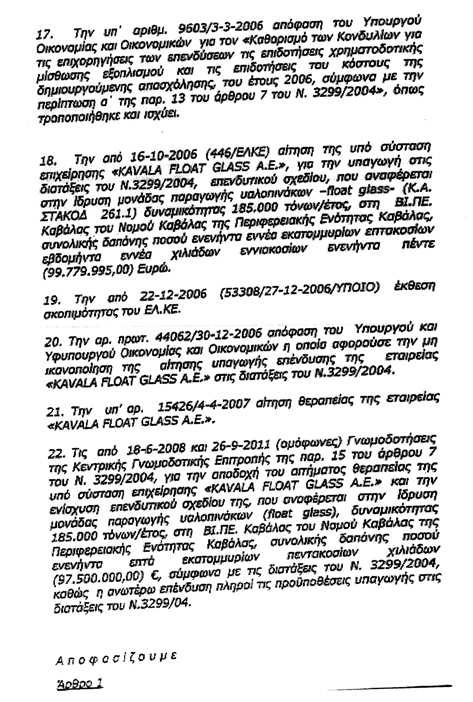 17. Την υπ' αριθμ. 9603/3-3-2006 απόφαση του Υπουργού
Οικονομίας και Οικονομικών για τον «Καθορισμό των Κονδυλίων για
τις επιχορηγήσεις των επενδύσεων τις επιδοτήσεις χρηματοδοτικής
μίσθωσης εξοπλισμού και τις επιδοτήσεις του κόστους της
δημιουργούμενης απασχόλησης, του έτους 2006, σύμφωνα με την
περίπτωση α΄ της παρ. 13 του άρθρου 7 του Ν. 3299/2004», όπως
τροποποιήθηκε και ισχύει.
18. Την από 16-10-2006 (446/ΕΛΚΕ) αίτηση της υπό σύσταση
επιχείρησης «KAVALA FLOAT GLASS A.E.», για την υπαγωγή στις
διατάξεις του Ν.3299/2004, επενδυτικού σχεδίου, που αναφέρεται
στην ίδρυση μονάδας παραγωγής υαλοπινάκων –float glass- (Κ.Α.
ΣΤΑΚΟΔ 261.1) δυναμικότητας 185.000 τόνων/έτος, στη ΒΙ.ΠΕ.
Καβάλας του Νομού Καβάλας της Περιφερειακής Ενότητας Καβάλας,
συνολικής δαπάνης ποσού ενενήντα εννέα εκατομμυρίων επτακοσίων
εβδομήντα εννέα χιλιάδων εννιακοσίων ενενήντα πέντε
(99.779.995,00) Ευρώ.
19. Την από 22-12-2006 (53308/27-12-2006/ΥΠΟΙΟ) έκθεση
σκοπιμότητας του ΕΛ.ΚΕ.
20. Την αρ. πρωτ. 44062/30-12-2006 απόφαση του Υπουργού και
Υφυπουργού Οικονομίας και Οικονομικών η οποία αφορούσε την μη
ικανοποίηση της αίτησης υπαγωγής επένδυσης της εταιρείας
«KAVALA FLOAT GLASS A.E.» στις διατάξεις του Ν.3299/2004.
21. Την υπ' αρ. 15426/4-4-2007 αίτηση θεραπείας της εταιρείας
«KAVALA FLOAT GLASS A.E.».
22. Τις από 18-6-2008 και 26-9-2011 (ομόφωνες) Γνωμοδοτήσεις
της Κεντρικής Γνωμοδοτικής Επιτροπής της παρ. 15 του άρθρου 7
του Ν. 3299/2004, για την αποδοχή του αιτήματος θεραπείας της
υπό σύσταση επιχείρησης «KAVALA FLOAT GLASS A.E.» και την
ενίσχυση επενδυτικού σχεδίου της, που αναφέρεται στην ίδρυση
μονάδας παραγωγής υαλοπινάκων (float glass), δυναμικότητας
185.000 τόνων/έτος, στη ΒΙ.ΠΕ. Καβάλας του Νομού Καβάλας της
Περιφερειακής Ενότητας Καβάλας, συνολικής δαπάνης ποσού
ενενήντα επτά εκατομμυρίων πεντακοσίων χιλιάδων
(97.500.000,00) €, σύμφωνα με τις διατάξεις του Ν. 3299/2004,
καθώς η ανωτέρω επένδυση πληροί τις προϋποθέσεις υπαγωγής στις
διατάξεις του Ν.3299/04.
Αποφασίζουμε
Άρθρο 1